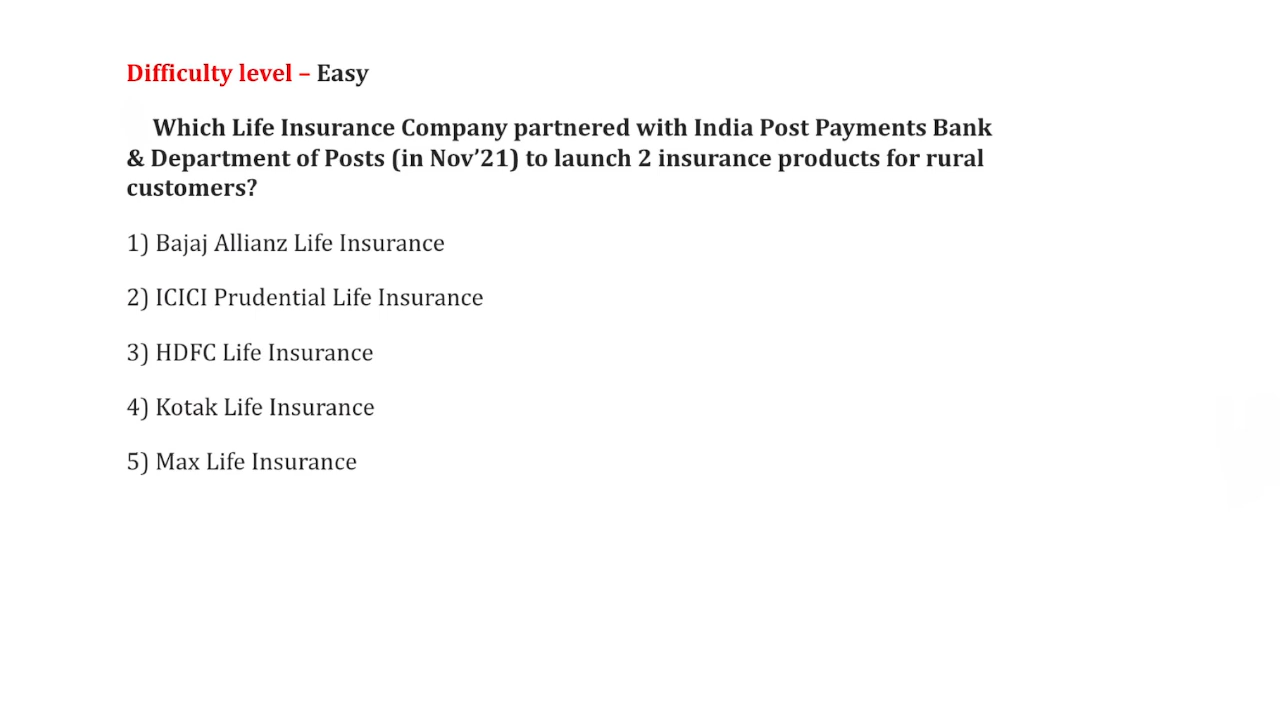 Difficulty level – Easy
Which Life Insurance Company partnered with India Post Payments Bank
& Department of Posts (in Nov’21) to launch 2 insurance products for rural
customers?
1) Bajaj Allianz Life Insurance
2) ICICI Prudential Life Insurance
3) HDFC Life Insurance
4) Kotak Life Insurance
5) Max Life Insurance